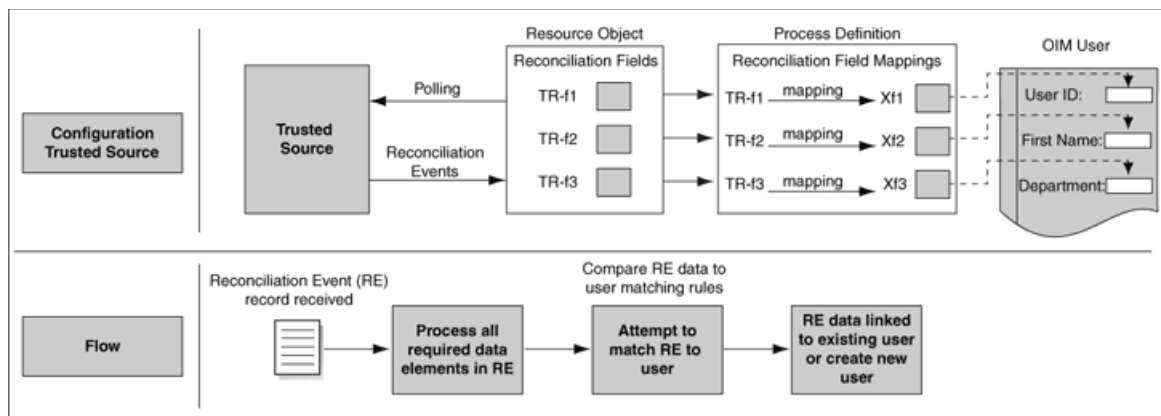 Configuration
Trusted Source
Trusted
Source
Polling
Reconciliation
Events
Resource Object
Reconciliation Fields
TR-f1
TR-f2
TR-f3
Process Definition
Reconciliation Field Mappings
TR-f1 mapping Xf1
TR-f2 mapping Xf2
TR-f3 mapping Xf3
OIM User
User ID:
First Name:
Department:
Flow
Reconciliation Event (RE)
record received
Process all
required data
elements in RE
Compare RE data to
user matching rules
Attempt to
match RE to
user
RE data linked
to existing user
or create new
user